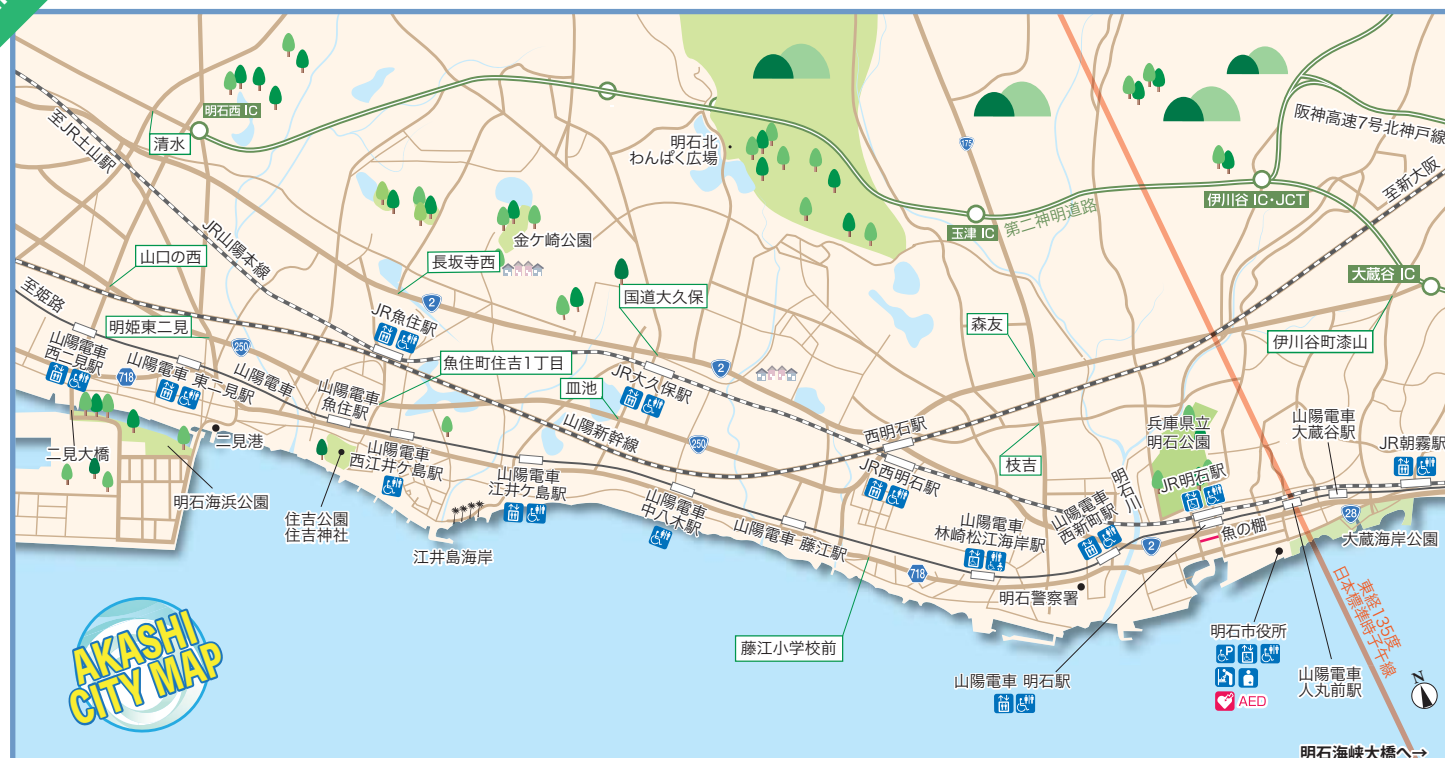 明石西 IC
清水
至JR土山駅
明石北
わんぱく広場
175
阪神高速7号北神戸線
至新大阪
伊川谷 IC・JCT
玉津 IC
第二神明道路
大蔵谷 IC
JR山陽本線
金ケ崎公園
山口の西
長坂寺西
2
国道大久保
至姫路
明姫東二見
JR魚住駅
森友
伊川谷町漆山
250
山陽電車
西二見駅
718
山陽電車 東二見駅
山陽電車
山陽電車
魚住駅
魚住町住吉1丁目
皿池
JR大久保駅
2
山陽新幹線
250
西明石駅
JR西明石駅
枝吉
兵庫県立
明石公園
山陽電車
大蔵谷駅
JR朝霧駅
JR明石駅
明石川
二見大橋
二見港
明石海浜公園
住吉公園
住吉神社
山陽電車
西江井ケ島駅
山陽電車
江井ケ島駅
江井島海岸
山陽電車
中八木駅
山陽電車 藤江駅
718
山陽電車
林崎松江海岸駅
山陽電車
西新町駅
2
魚の棚
28
大蔵海岸公園
明石警察署
藤江小学校前
山陽電車 明石駅
明石市役所
P
AED
山陽電車
人丸前駅
東経135度
日本標準時子午線
N
明石海峡大橋へ→
AKASHI
CITY MAP